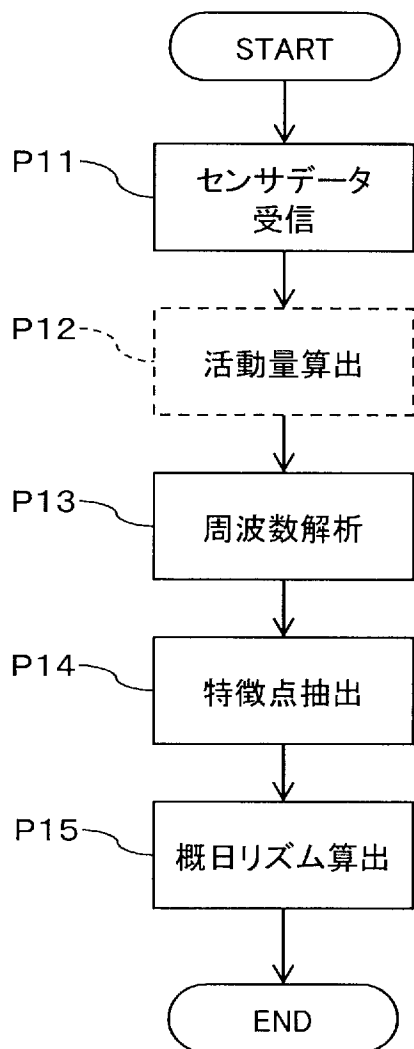 START
P11
センサデータ
受信
P12
活動量算出
P13
周波数解析
P14
特徴点抽出
P15
概日リズム算出
END